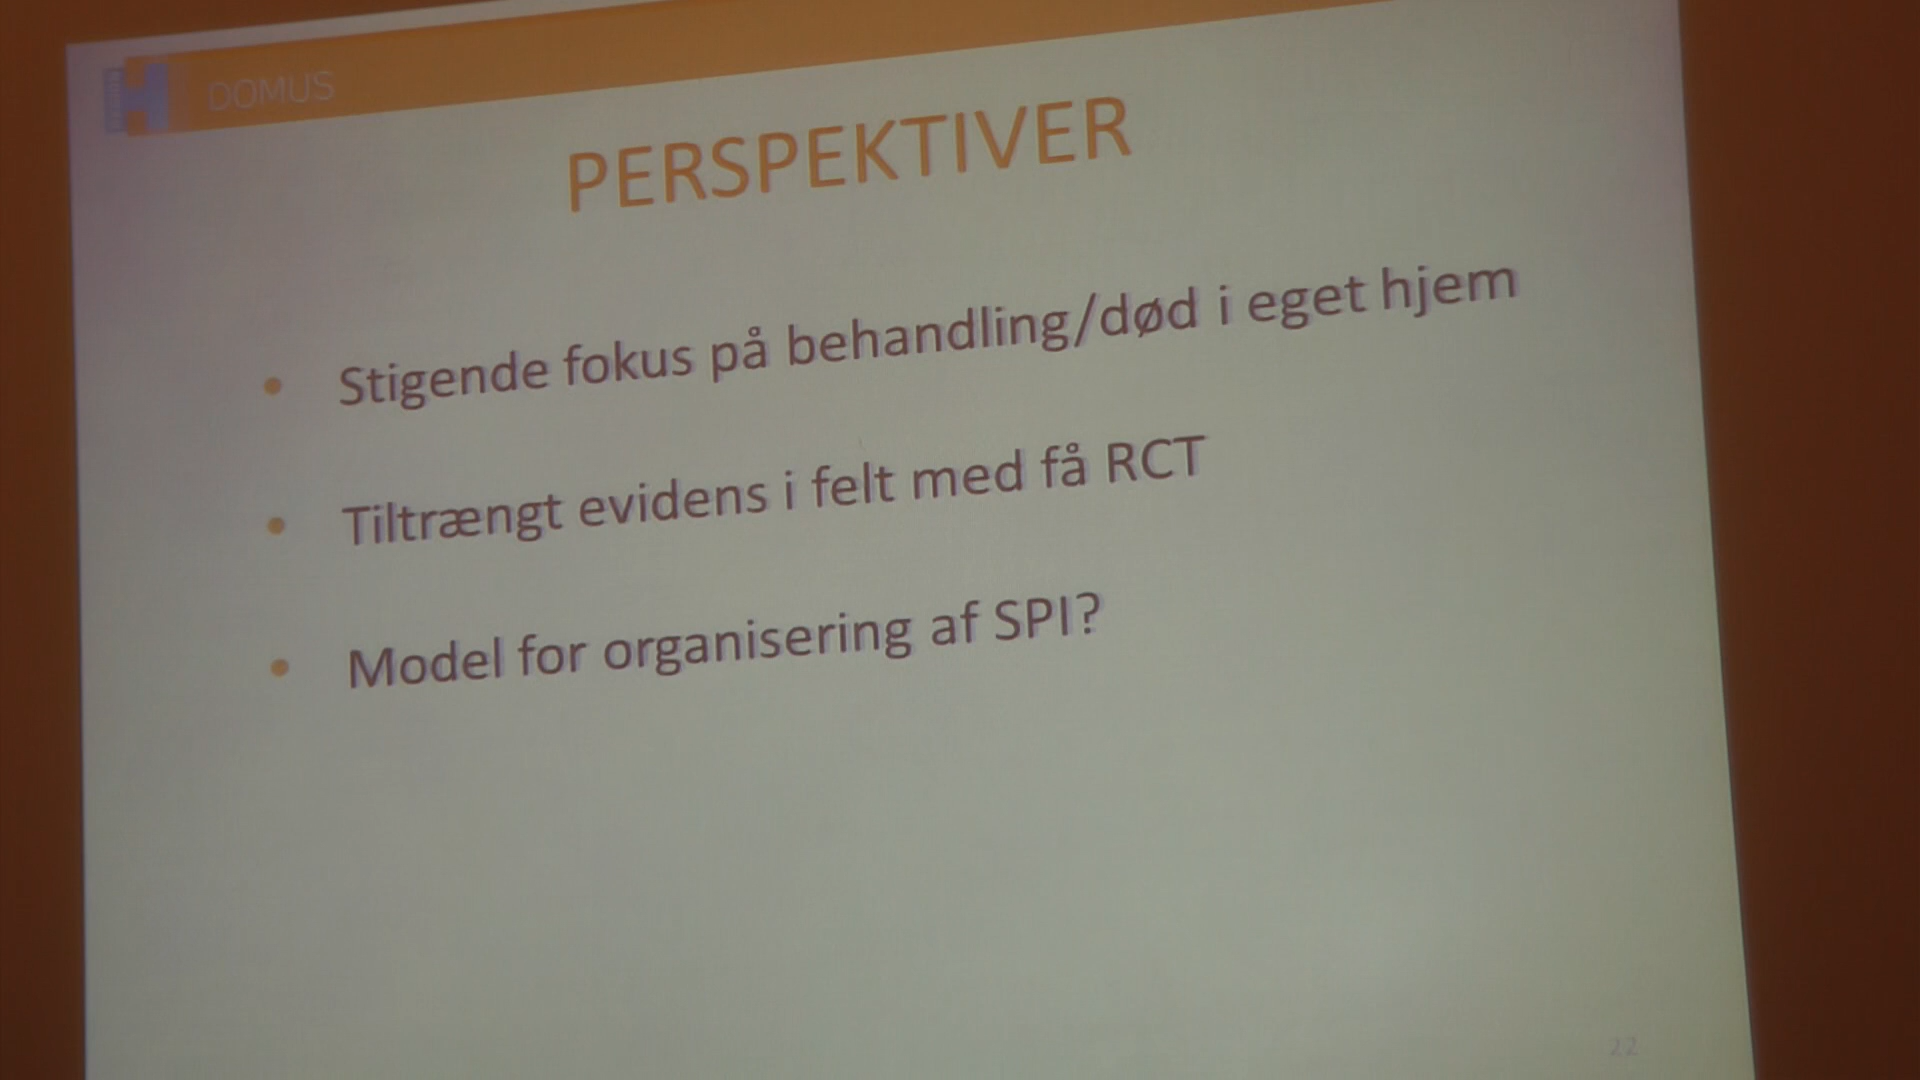 DOMUS
PERSPEKTIVER
• Stigende fokus på behandling/død i eget hjem
• Tiltrængt evidens i felt med få RCT
• Model for organisering af SPI?
22